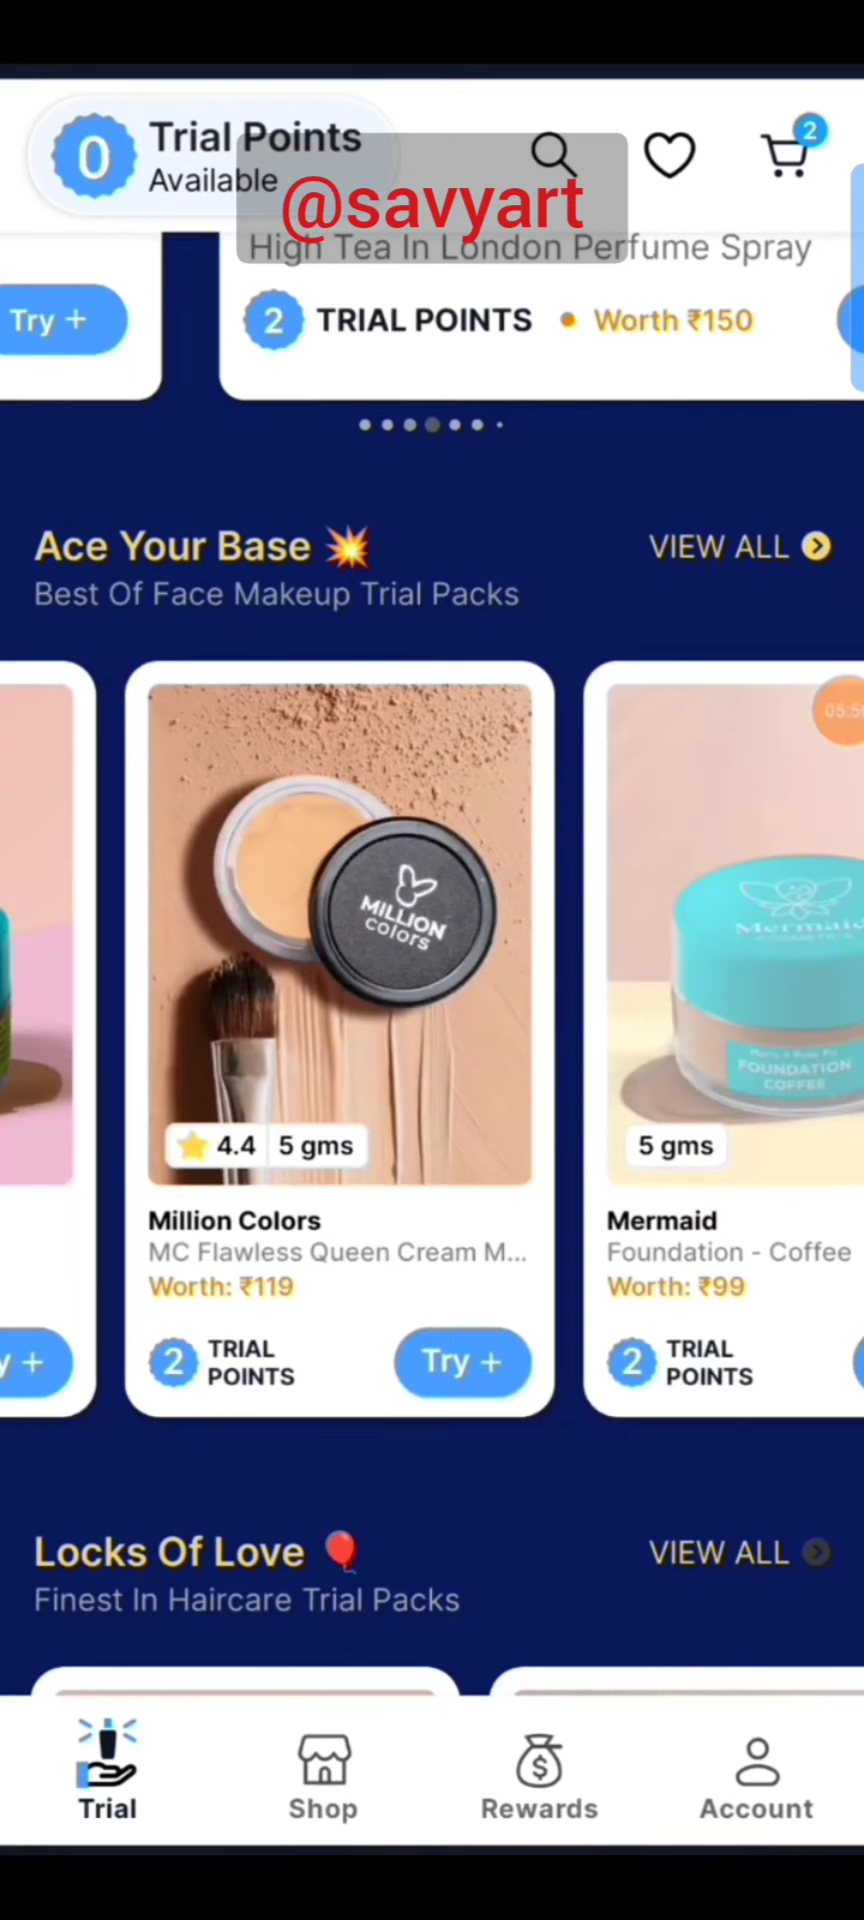 0
Trial Points
Available
2
@savyart
High Tea In London Perfume Spray
Try +
2 TRIAL POINTS • Worth ₹150
Ace Your Base 💥
VIEW ALL
Best Of Face Makeup Trial Packs
MILLION
colors
Mermaid
FOUNDATION
COFFEE
4.4 5 gms
5 gms
Million Colors
MC Flawless Queen Cream M...
Worth: ₹119
Mermaid
Foundation - Coffee
Worth: ₹99
y +
2 TRIAL
POINTS
Try +
2 TRIAL
POINTS
Locks Of Love 🎈
VIEW ALL
Finest In Haircare Trial Packs
Trial
Shop
Rewards
Account